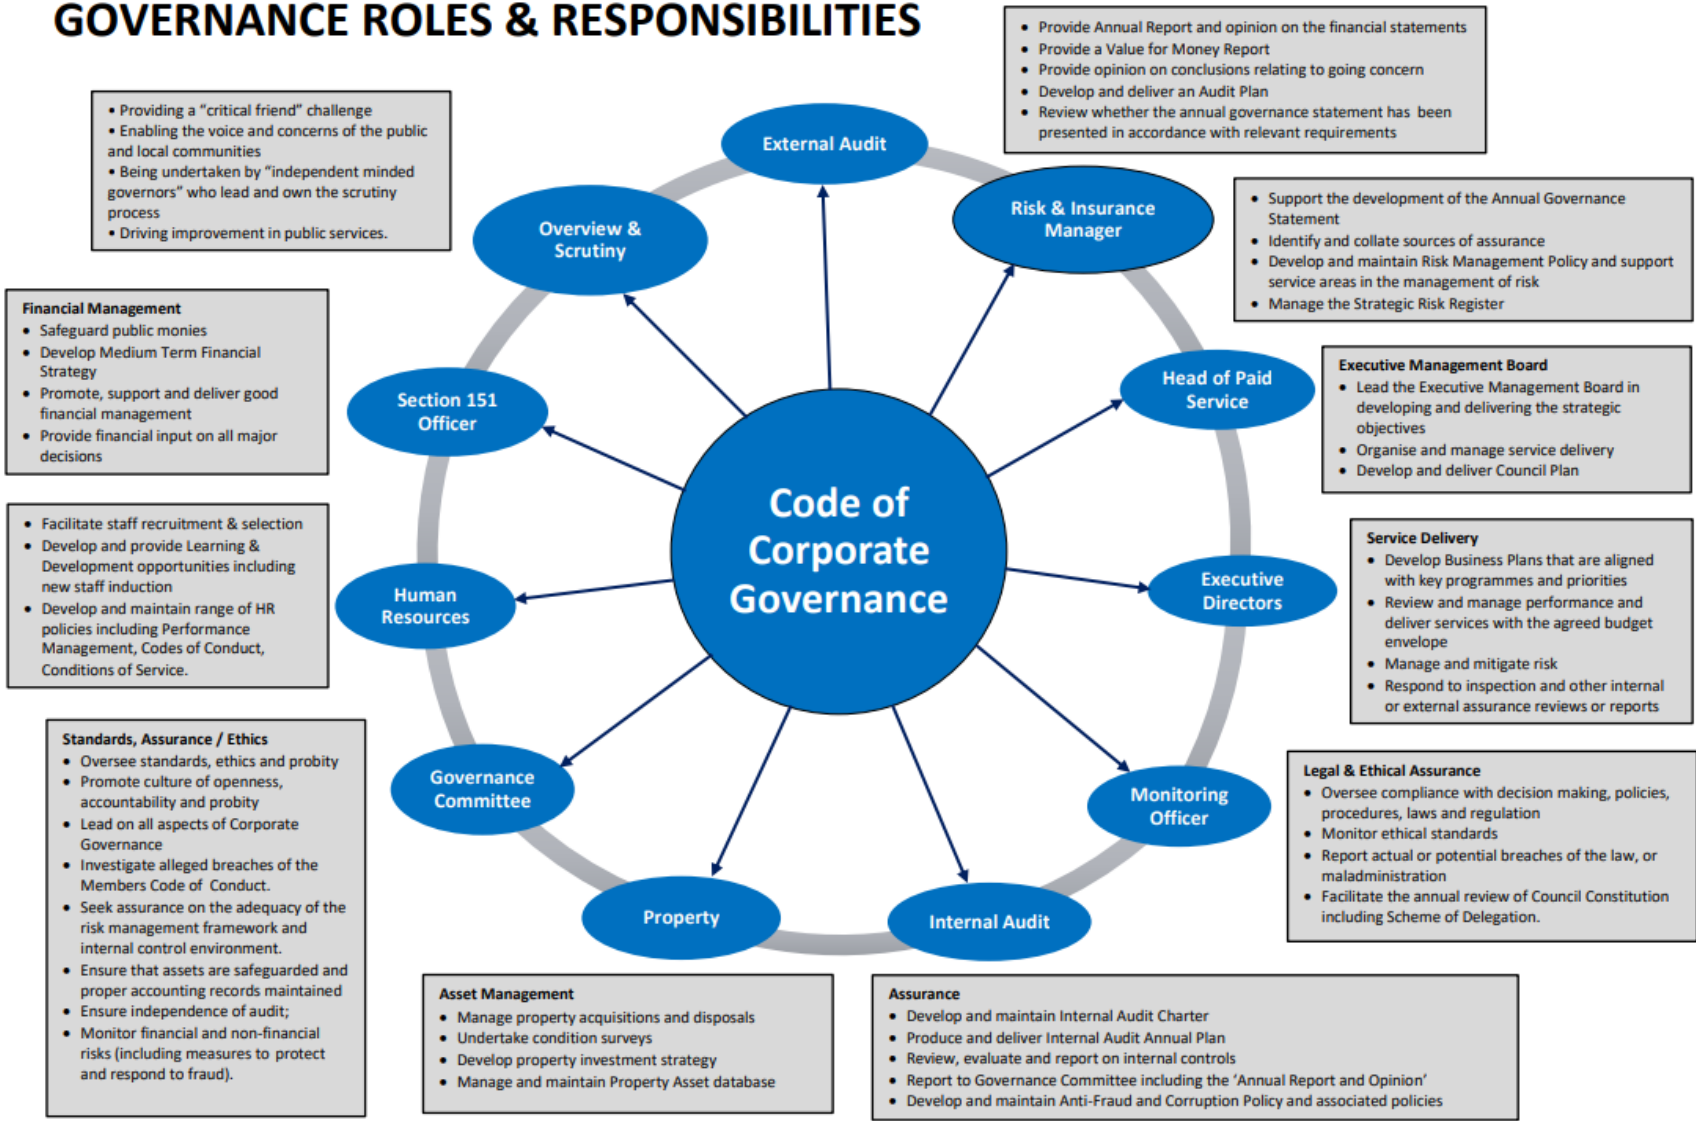 GOVERNANCE ROLES & RESPONSIBILITIES
• Provide Annual Report and opinion on the financial statements
• Provide a Value for Money Report
• Provide opinion on conclusions relating to going concern
• Develop and deliver an Audit Plan
• Review whether the annual governance statement has been
presented in accordance with relevant requirements
• Providing a “critical friend” challenge
• Enabling the voice and concerns of the public
and local communities
• Being undertaken by “independent minded
governors” who lead and own the scrutiny
process
• Driving improvement in public services.
External Audit
Overview &
Scrutiny
Risk & Insurance
Manager
• Support the development of the Annual Governance
Statement
• Identify and collate sources of assurance
• Develop and maintain Risk Management Policy and support
service areas in the management of risk
• Manage the Strategic Risk Register
Financial Management
• Safeguard public monies
• Develop Medium Term Financial
Strategy
• Promote, support and deliver good
financial management
• Provide financial input on all major
decisions
Section 151
Officer
Head of Paid
Service
Executive Management Board
• Lead the Executive Management Board in
developing and delivering the strategic
objectives
• Organise and manage service delivery
• Develop and deliver Council Plan
Code of
Corporate
Governance
• Facilitate staff recruitment & selection
• Develop and provide Learning &
Development opportunities including
new staff induction
• Develop and maintain range of HR
policies including Performance
Management, Codes of Conduct,
Conditions of Service.
Human
Resources
Executive
Directors
Service Delivery
• Develop Business Plans that are aligned
with key programmes and priorities
• Review and manage performance and
deliver services with the agreed budget
envelope
• Manage and mitigate risk
• Respond to inspection and other internal
or external assurance reviews or reports
Standards, Assurance / Ethics
• Oversee standards, ethics and probity
• Promote culture of openness,
accountability and probity
• Lead on all aspects of Corporate
Governance
• Investigate alleged breaches of the
Members Code of Conduct.
• Seek assurance on the adequacy of the
risk management framework and
internal control environment.
• Ensure that assets are safeguarded and
proper accounting records maintained
• Ensure independence of audit;
• Monitor financial and non-financial
risks (including measures to protect
and respond to fraud).
Governance
Committee
Monitoring
Officer
Legal & Ethical Assurance
• Oversee compliance with decision making, policies,
procedures, laws and regulation
• Monitor ethical standards
• Report actual or potential breaches of the law, or
maladministration
• Facilitate the annual review of Council Constitution
including Scheme of Delegation.
Property
Internal Audit
Asset Management
• Manage property acquisitions and disposals
• Undertake condition surveys
• Develop property investment strategy
• Manage and maintain Property Asset database
Assurance
• Develop and maintain Internal Audit Charter
• Produce and deliver Internal Audit Annual Plan
• Review, evaluate and report on internal controls
• Report to Governance Committee including the ‘Annual Report and Opinion’
• Develop and maintain Anti-Fraud and Corruption Policy and associated policies